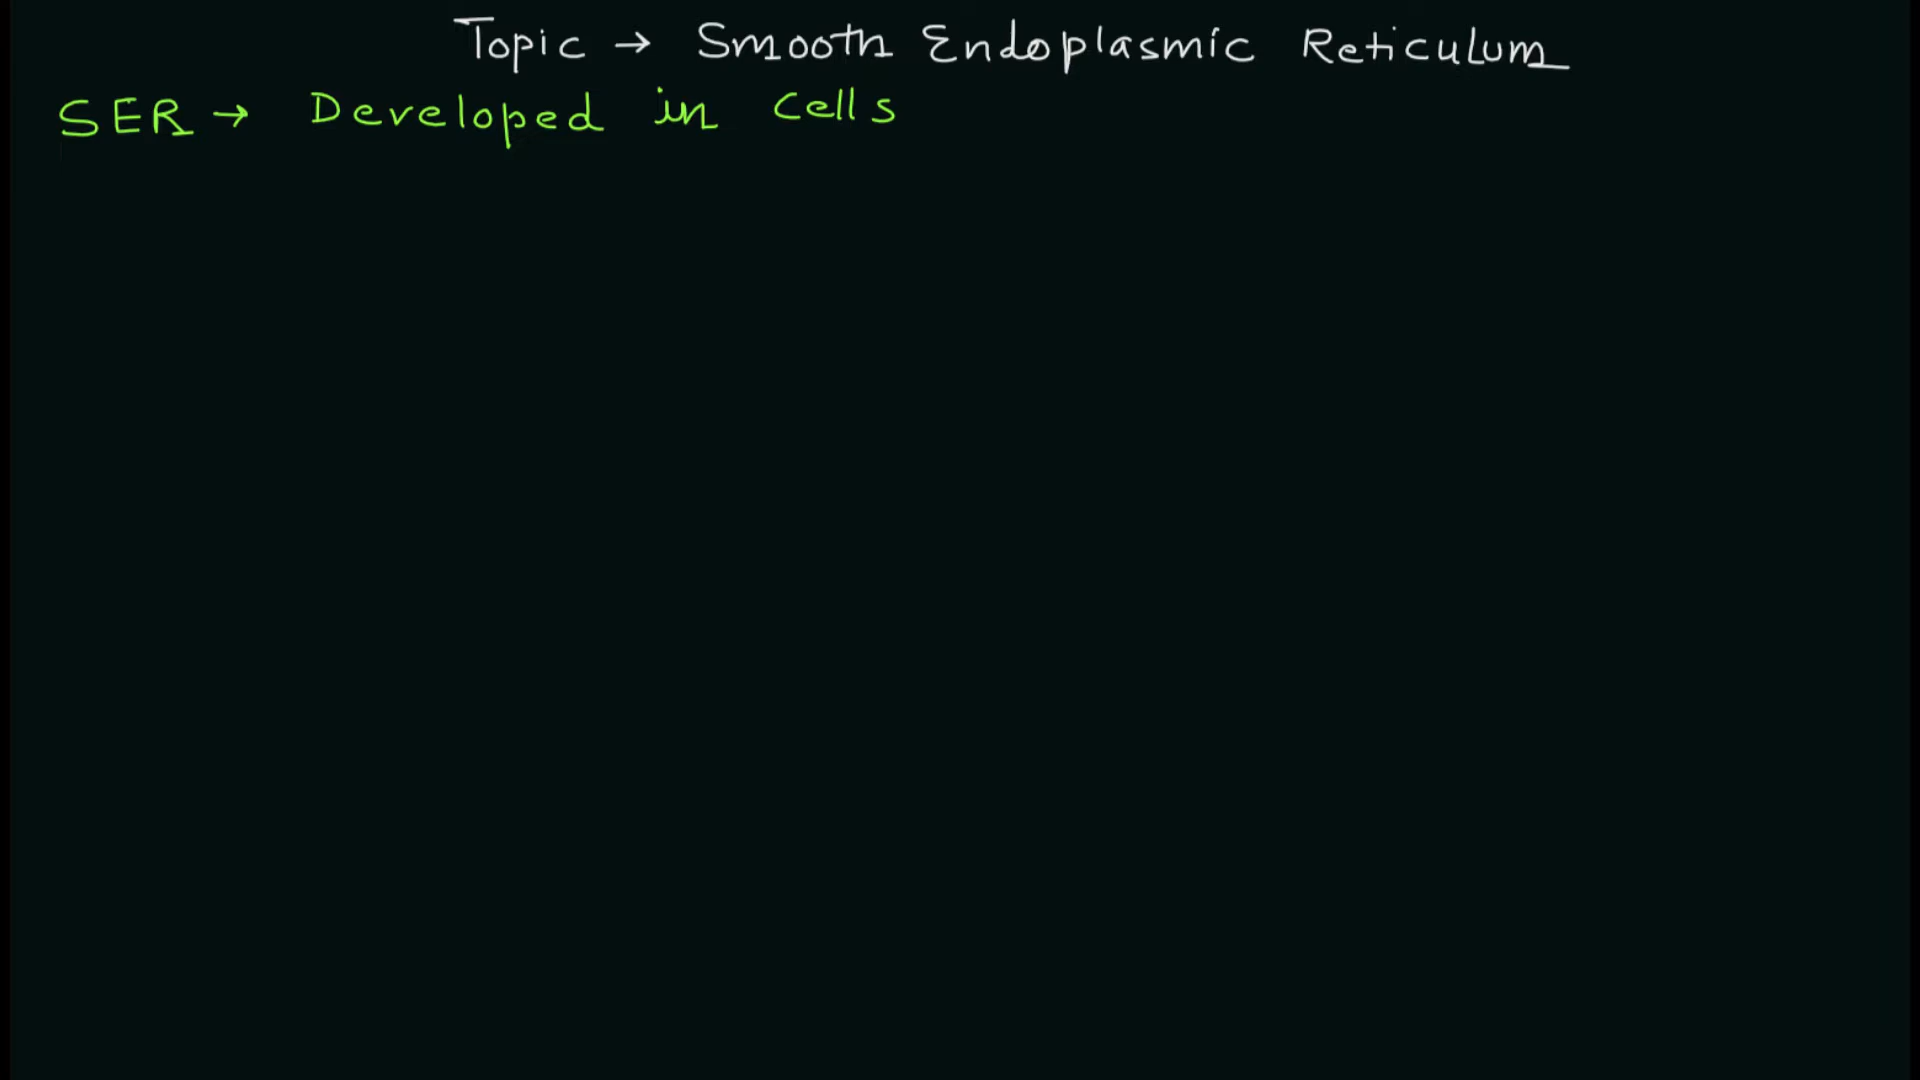 Topic → Smooth Endoplasmic Reticulum
SER → Developed in cells